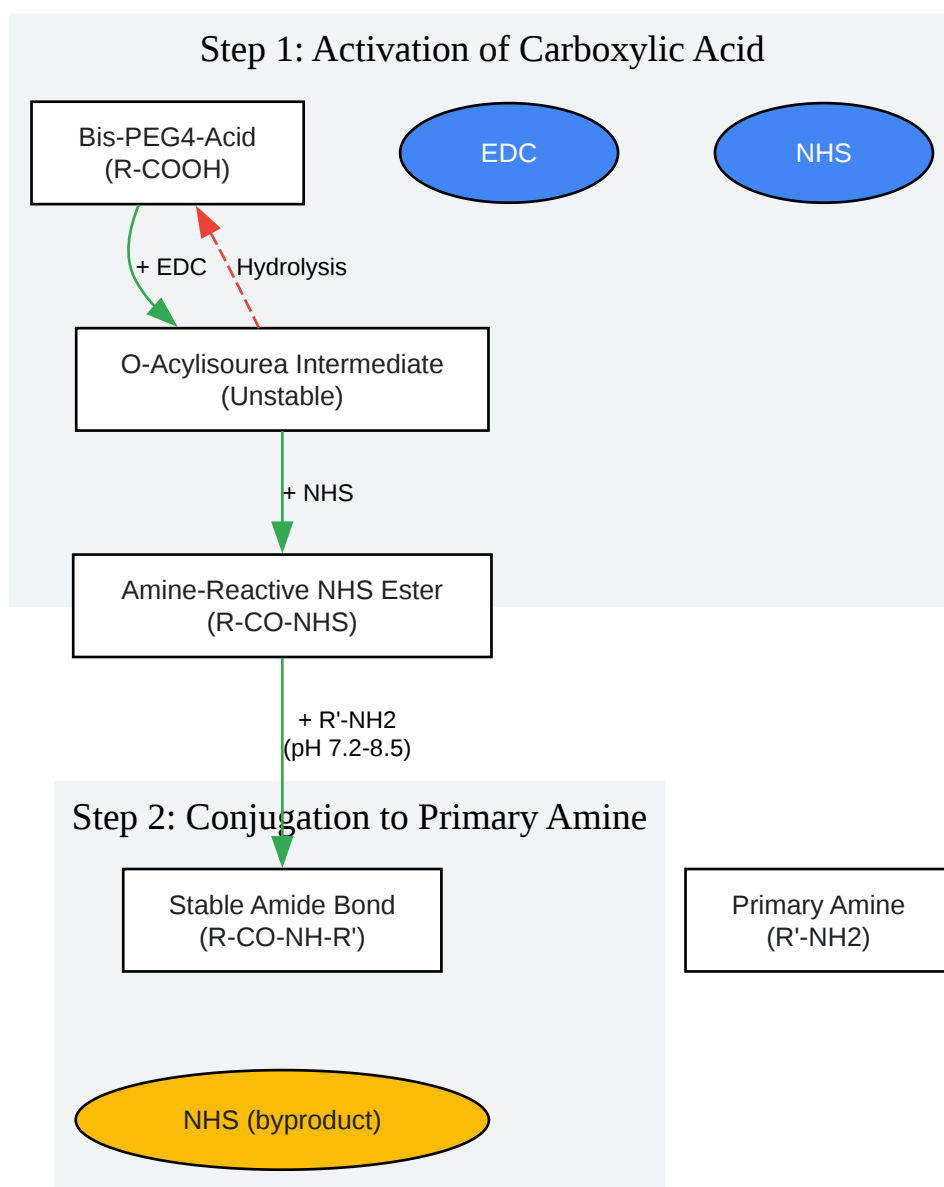 Step 1: Activation of Carboxylic Acid
Bis-PEG4-Acid
(R-COOH)
EDC
NHS
+ EDC
Hydrolysis
O-Acylisourea Intermediate
(Unstable)
+ NHS
Amine-Reactive NHS Ester
(R-CO-NHS)
+ R'-NH2
(pH 7.2-8.5)
Step 2: Conjugation to Primary Amine
Stable Amide Bond
(R-CO-NH-R')
Primary Amine
(R'-NH2)
NHS (byproduct)